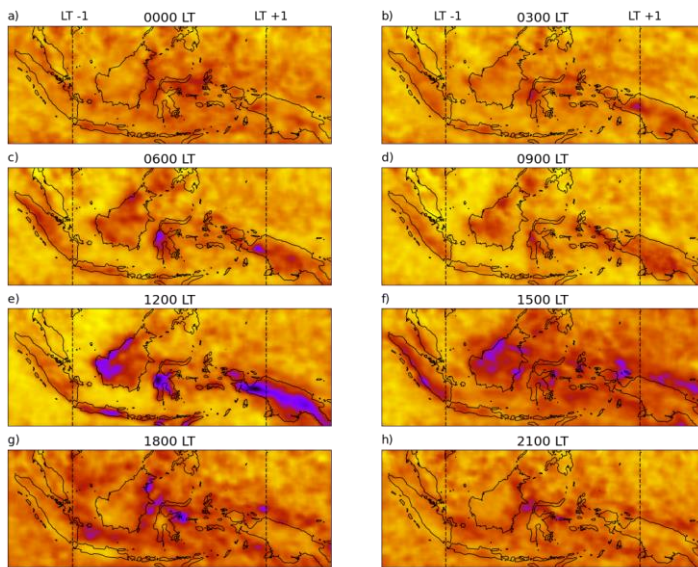 a) LT -1 0000 LT LT +1
b) LT -1 0300 LT LT +1
c) 0600 LT
d) 0900 LT
e) 1200 LT
f) 1500 LT
g) 1800 LT
h) 2100 LT